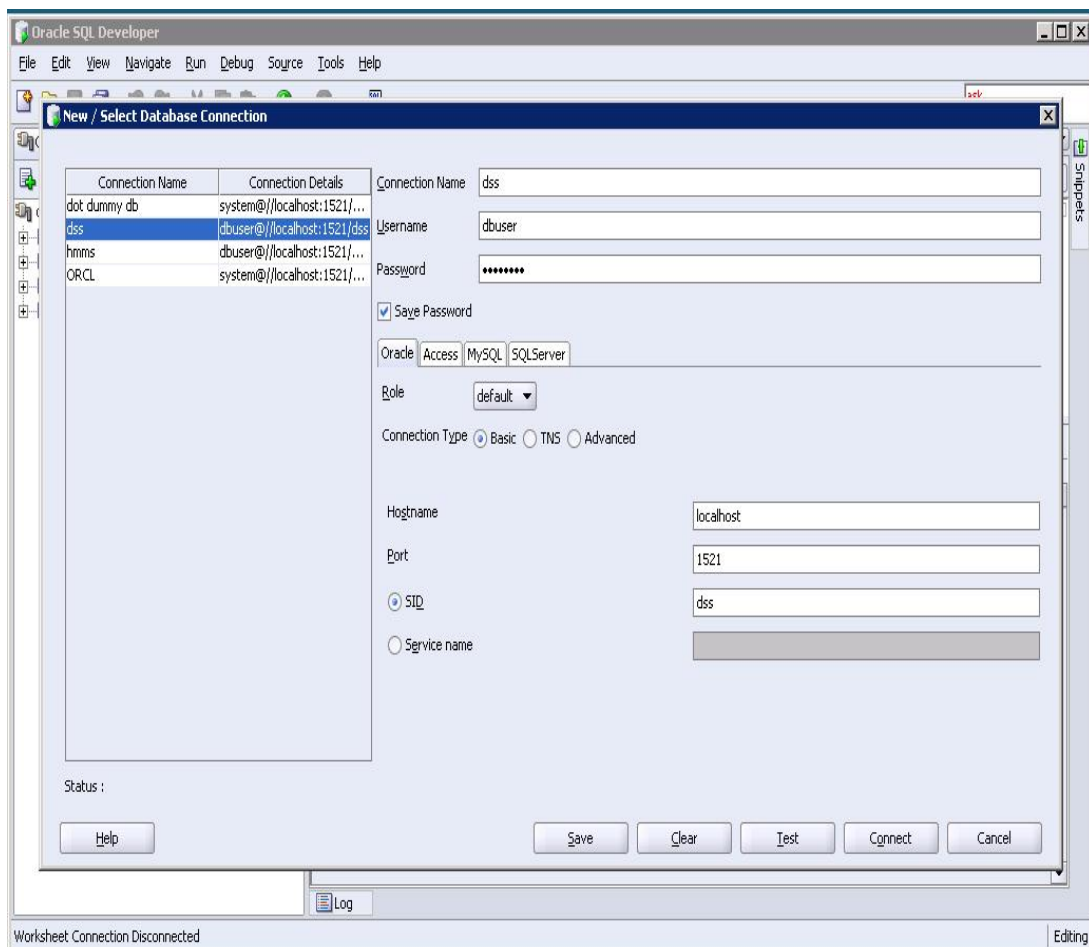 Oracle SQL Developer
File Edit View Navigate Run Debug Source Tools Help
ask
New / Select Database Connection
Snippets
Connection Name Connection Details
dot dummy db system@//localhost:1521/...
dss dbuser@//localhost:1521/dss
hmms dbuser@//localhost:1521/...
ORCL system@//localhost:1521/...
Connection Name dss
Username dbuser
Password ••••••••
Save Password
Oracle Access MySQL SQLServer
Role default
Connection Type Basic TNS Advanced
Hostname localhost
Port 1521
SID dss
Service name
Status :
Help Save Clear Test Connect Cancel
Log
Worksheet Connection Disconnected Editing